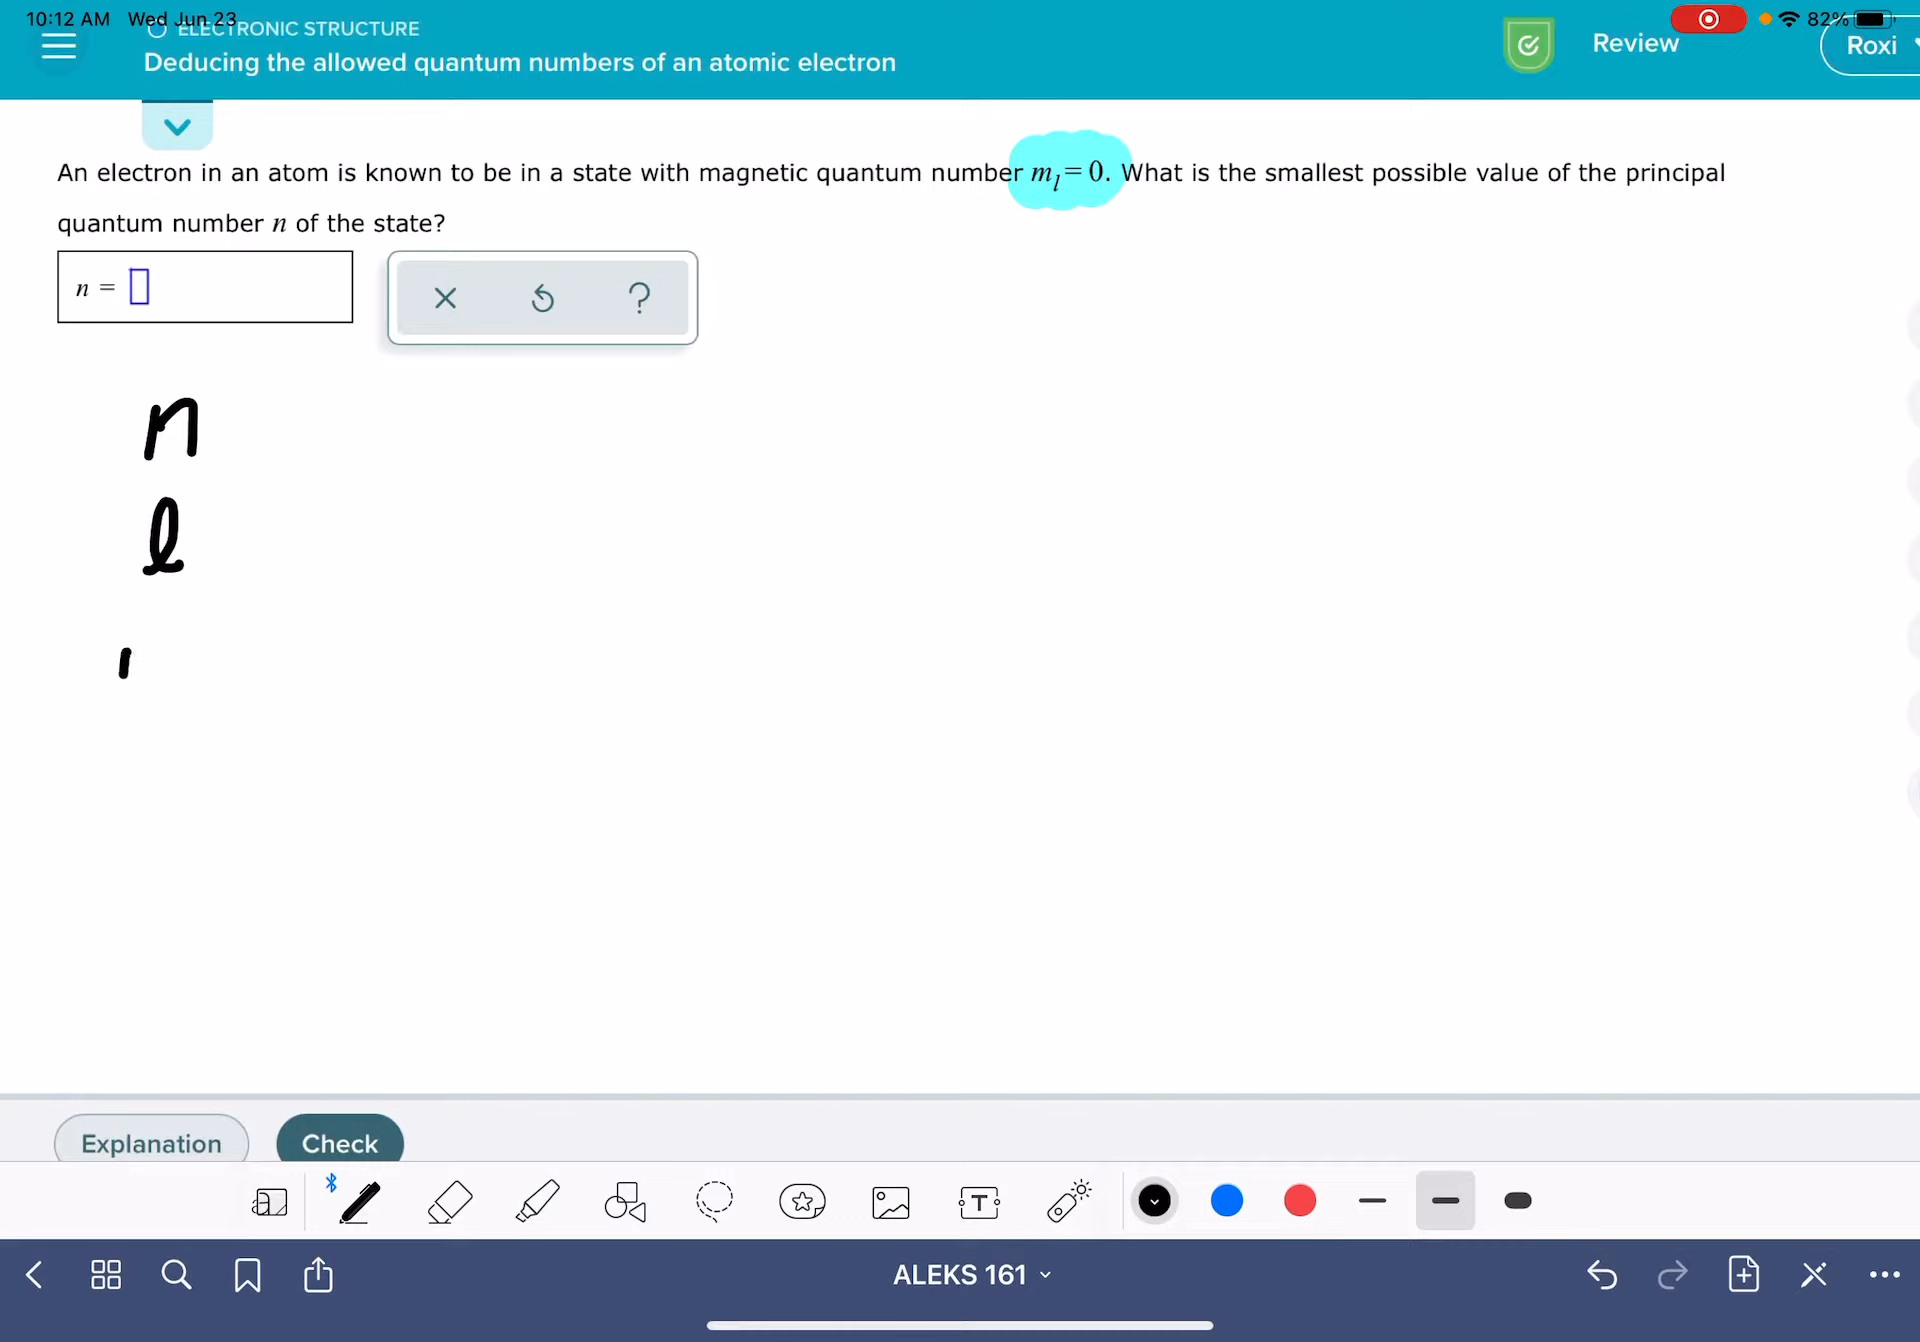 10:12 AM Wed Jun 23
82%
ELECTRONIC STRUCTURE
Deducing the allowed quantum numbers of an atomic electron
Review
Roxi
An electron in an atom is known to be in a state with magnetic quantum number mₗ = 0. What is the smallest possible value of the principal
quantum number n of the state?
n =
?
n
l
Explanation
Check
ALEKS 161